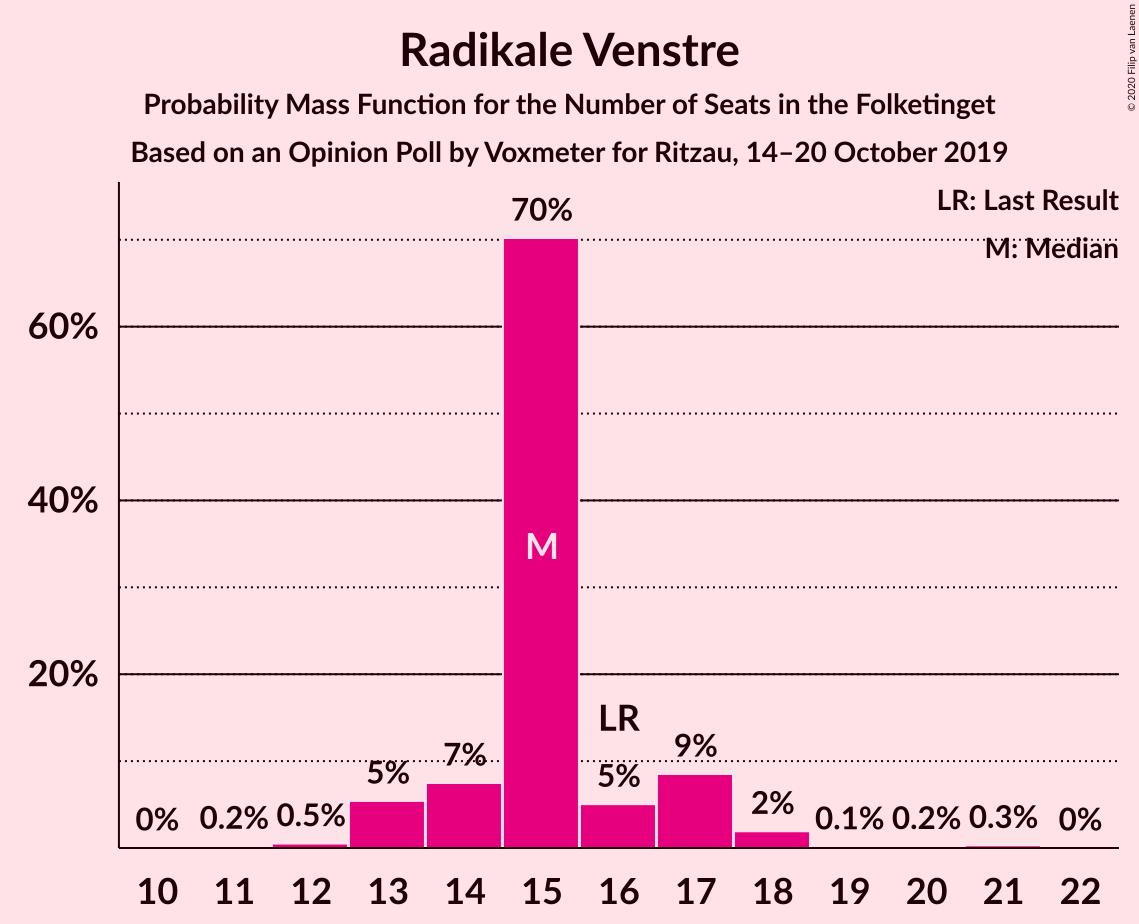 Radikale Venstre
Probability Mass Function for the Number of Seats in the Folketinget
Based on an Opinion Poll by Voxmeter for Ritzau, 14–20 October 2019
© 2020 Filip van Laenen
LR: Last Result
M: Median
60%
40%
20%
0%
0.2%
0.5%
5%
7%
70%
M
LR
5%
9%
2%
0.1%
0.2%
0.3%
0%
10 11 12 13 14 15 16 17 18 19 20 21 22